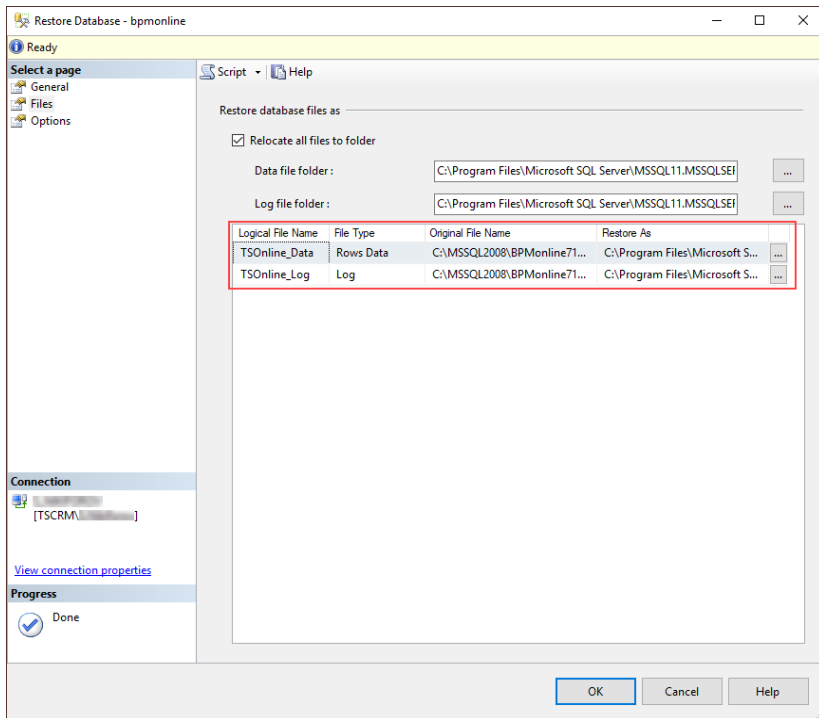 Restore Database - bpmonline
Ready
Select a page
General
Files
Options
Script Help
Restore database files as
Relocate all files to folder
Data file folder : C:\Program Files\Microsoft SQL Server\MSSQL11.MSSQLSEF ...
Log file folder : C:\Program Files\Microsoft SQL Server\MSSQL11.MSSQLSEF ...
Logical File Name File Type Original File Name Restore As
TSOnline_Data Rows Data C:\MSSQL2008\BPMonline71... C:\Program Files\Microsoft S... ...
TSOnline_Log Log C:\MSSQL2008\BPMonline71... C:\Program Files\Microsoft S... ...
Connection
[TSCRM\ ]
View connection properties
Progress
Done
OK Cancel Help